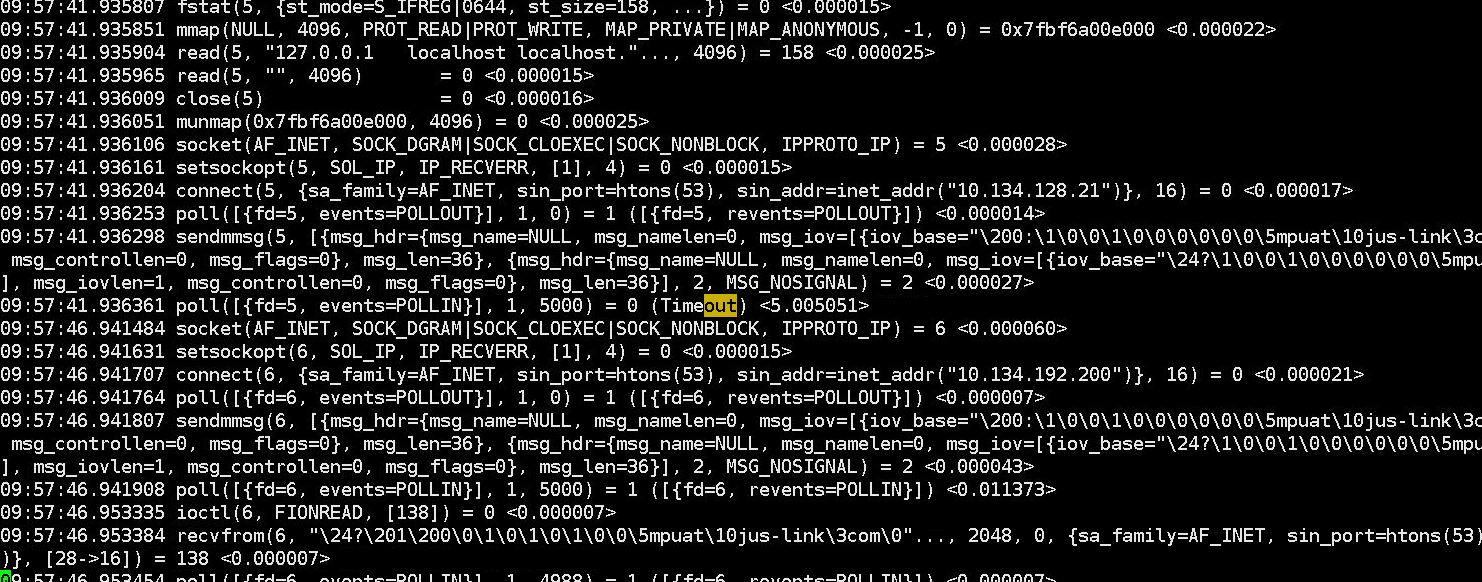 09:57:41.935807 fstat(5, {st_mode=S_IFREG|0644, st_size=158, ...}) = 0 <0.000015>
09:57:41.935851 mmap(NULL, 4096, PROT_READ|PROT_WRITE, MAP_PRIVATE|MAP_ANONYMOUS, -1, 0) = 0x7fbf6a00e000 <0.000022>
09:57:41.935904 read(5, "127.0.0.1   localhost localhost."..., 4096) = 158 <0.000025>
09:57:41.935965 read(5, "", 4096)        = 0 <0.000015>
09:57:41.936009 close(5)                = 0 <0.000016>
09:57:41.936051 munmap(0x7fbf6a00e000, 4096) = 0 <0.000025>
09:57:41.936106 socket(AF_INET, SOCK_DGRAM|SOCK_CLOEXEC|SOCK_NONBLOCK, IPPROTO_IP) = 5 <0.000028>
09:57:41.936161 setsockopt(5, SOL_IP, IP_RECVERR, [1], 4) = 0 <0.000015>
09:57:41.936204 connect(5, {sa_family=AF_INET, sin_port=htons(53), sin_addr=inet_addr("10.134.128.21")}, 16) = 0 <0.000017>
09:57:41.936253 poll([{fd=5, events=POLLOUT}], 1, 0) = 1 ([{fd=5, revents=POLLOUT}]) <0.000014>
09:57:41.936298 sendmmsg(5, [{msg_hdr={msg_name=NULL, msg_namelen=0, msg_iov=[{iov_base="\200:\1\0\0\1\0\0\0\0\0\0\5mpuat\10jus-link\3c
msg_controllen=0, msg_flags=0}, msg_len=36}, {msg_hdr={msg_name=NULL, msg_namelen=0, msg_iov=[{iov_base="\24?\1\0\0\1\0\0\0\0\0\0\5mpu
], msg_iovlen=1, msg_controllen=0, msg_flags=0}, msg_len=36}], 2, MSG_NOSIGNAL) = 2 <0.000027>
09:57:41.936361 poll([{fd=5, events=POLLIN}], 1, 5000) = 0 (Timeout) <5.005051>
09:57:46.941484 socket(AF_INET, SOCK_DGRAM|SOCK_CLOEXEC|SOCK_NONBLOCK, IPPROTO_IP) = 6 <0.000060>
09:57:46.941631 setsockopt(6, SOL_IP, IP_RECVERR, [1], 4) = 0 <0.000015>
09:57:46.941707 connect(6, {sa_family=AF_INET, sin_port=htons(53), sin_addr=inet_addr("10.134.192.200")}, 16) = 0 <0.000021>
09:57:46.941764 poll([{fd=6, events=POLLOUT}], 1, 0) = 1 ([{fd=6, revents=POLLOUT}]) <0.000007>
09:57:46.941807 sendmmsg(6, [{msg_hdr={msg_name=NULL, msg_namelen=0, msg_iov=[{iov_base="\200:\1\0\0\1\0\0\0\0\0\0\5mpuat\10jus-link\3c
msg_controllen=0, msg_flags=0}, msg_len=36}, {msg_hdr={msg_name=NULL, msg_namelen=0, msg_iov=[{iov_base="\24?\1\0\0\1\0\0\0\0\0\0\5mpu
], msg_iovlen=1, msg_controllen=0, msg_flags=0}, msg_len=36}], 2, MSG_NOSIGNAL) = 2 <0.000043>
09:57:46.941908 poll([{fd=6, events=POLLIN}], 1, 5000) = 1 ([{fd=6, revents=POLLIN}]) <0.011373>
09:57:46.953335 ioctl(6, FIONREAD, [138]) = 0 <0.000007>
09:57:46.953384 recvfrom(6, "\24?\201\200\0\1\0\1\0\1\0\0\5mpuat\10jus-link\3com\0"..., 2048, 0, {sa_family=AF_INET, sin_port=htons(53)
)}, [28->16]) = 138 <0.000007>
09:57:46.953454 poll([{fd=6, events=POLLIN}], 1, 4988) = 1 ([{fd=6, revents=POLLIN}]) <0.000007>